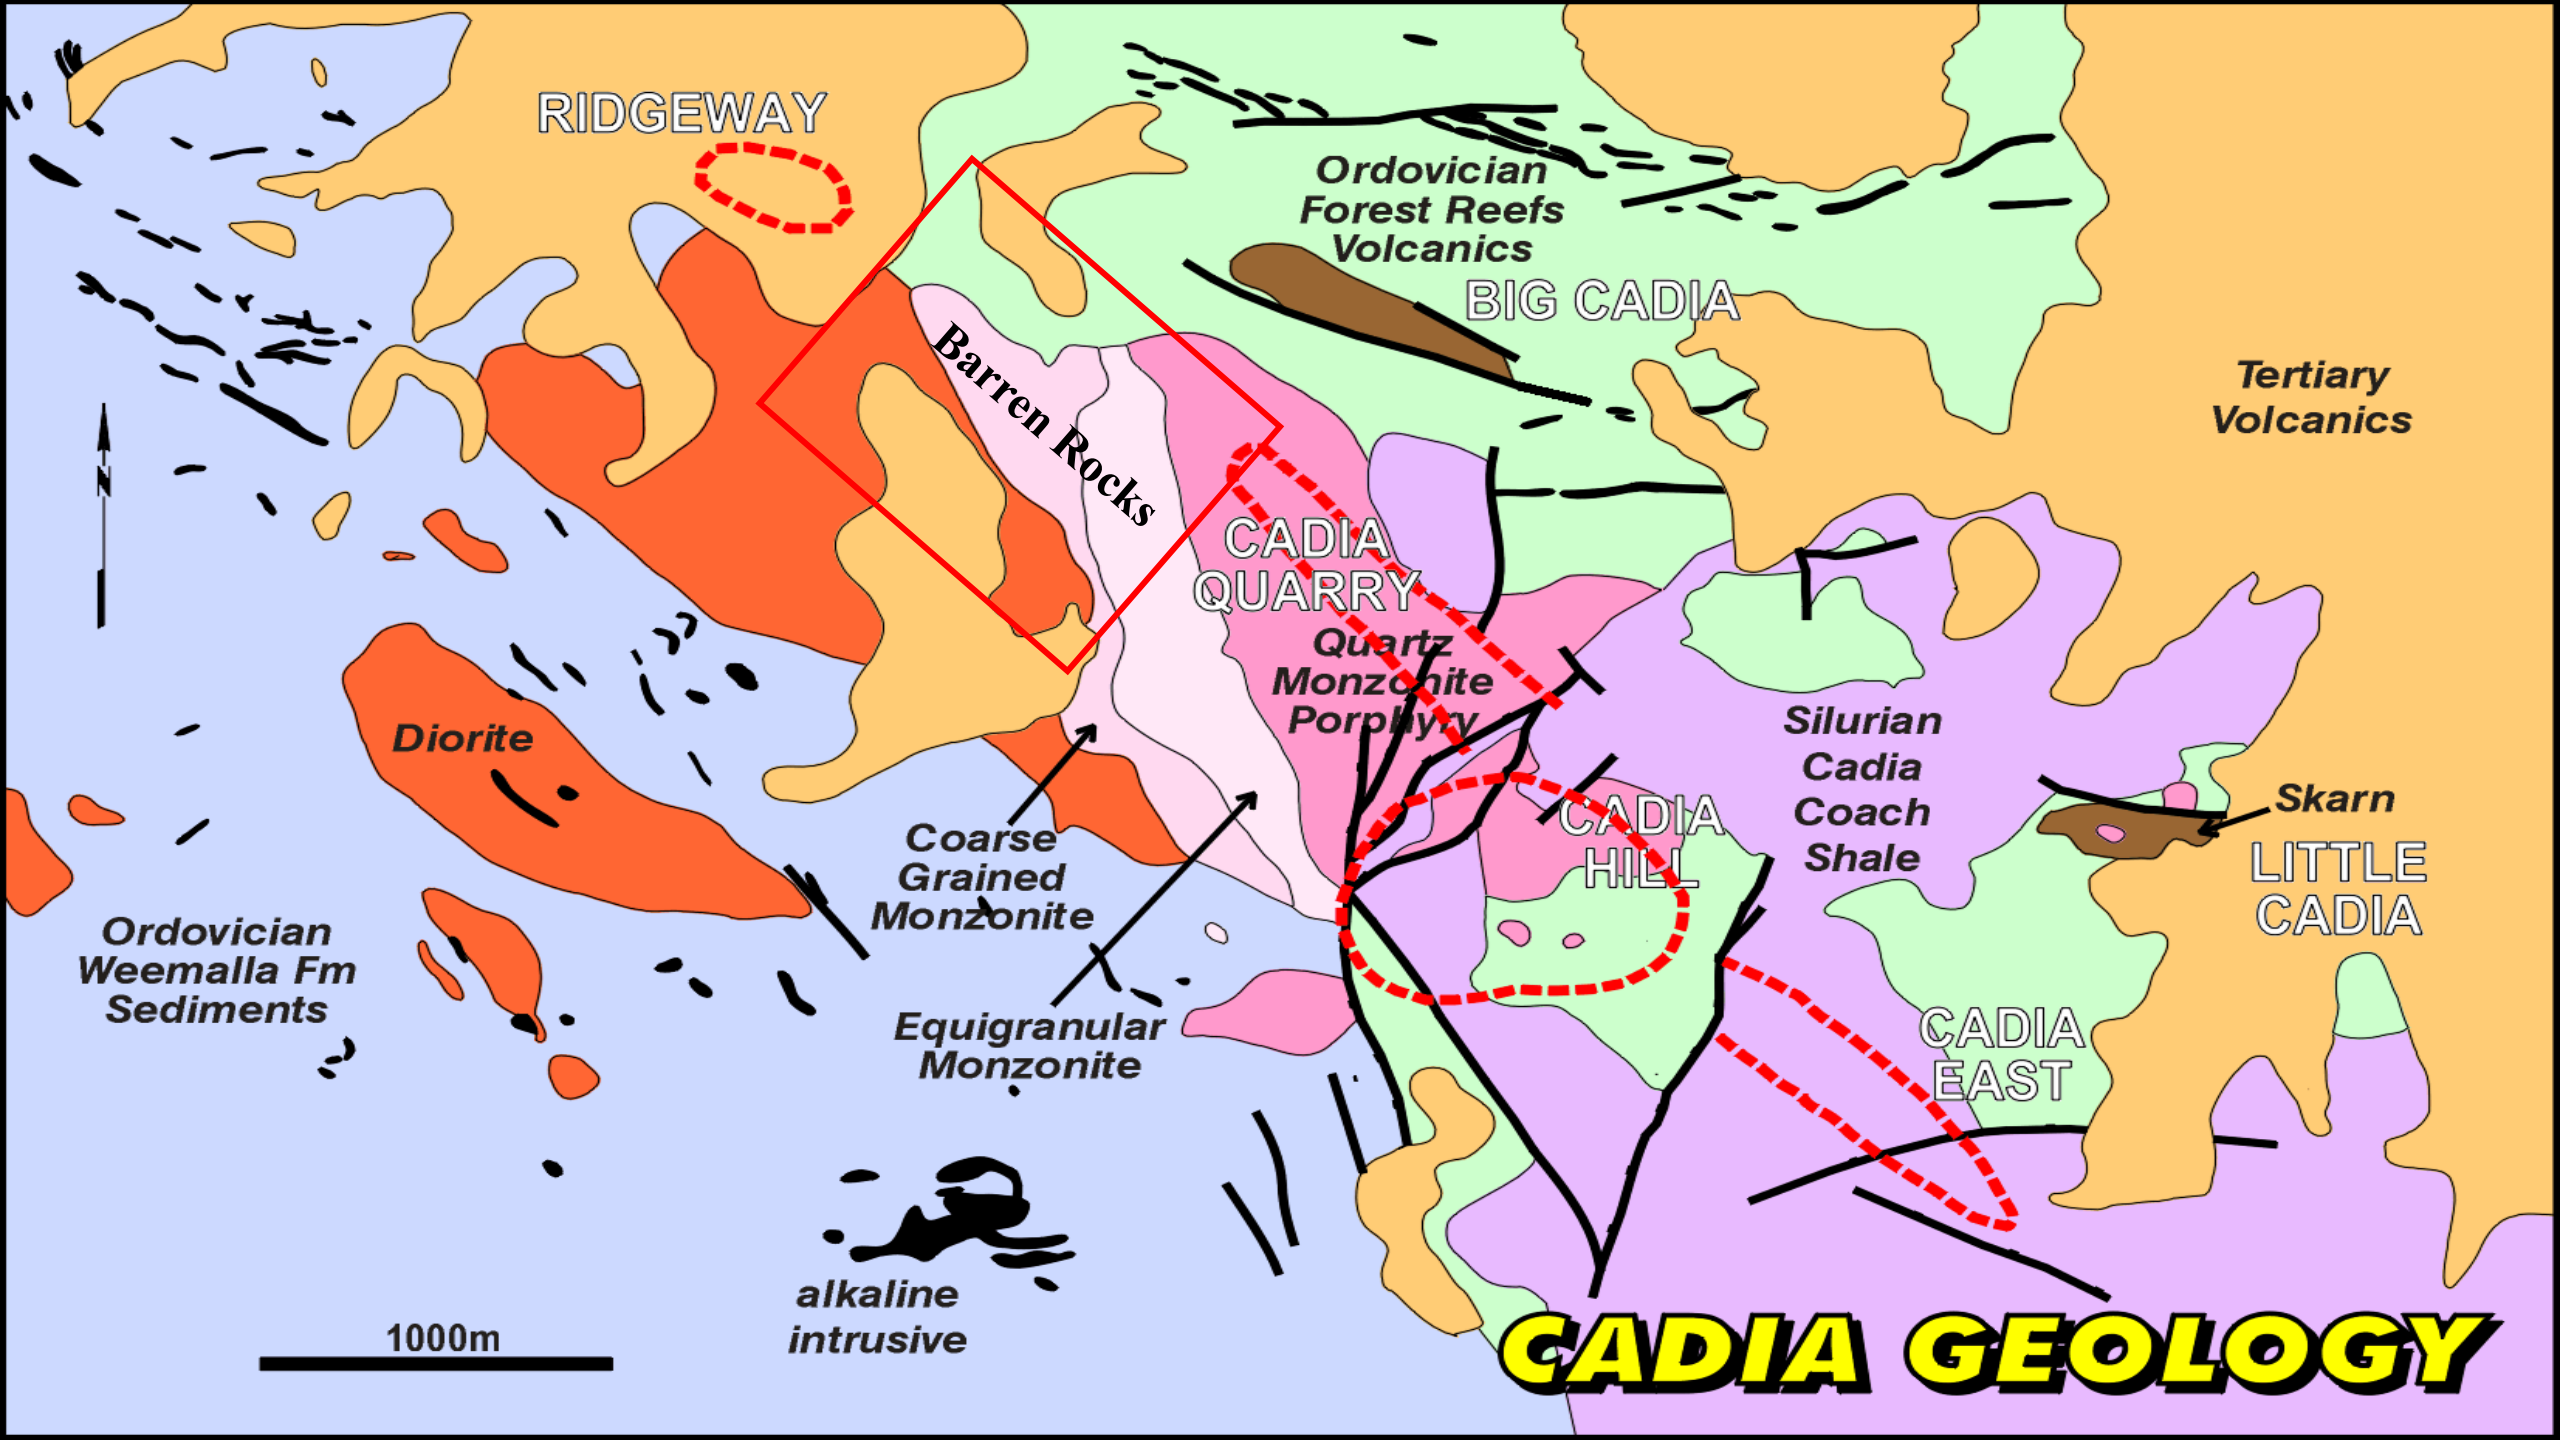 RIDGEWAY
Ordovician
Forest Reefs
Volcanics
BIG CADIA
Tertiary
Volcanics
Barren Rocks
N
CADIA
QUARRY
Quartz
Monzonite
Porphyry
Diorite
Silurian
Cadia
Coach
Shale
Skarn
LITTLE
CADIA
CADIA
HILL
Coarse
Grained
Monzonite
Ordovician
Weemalla Fm
Sediments
Equigranular
Monzonite
CADIA
EAST
alkaline
intrusive
1000m
CADIA GEOLOGY